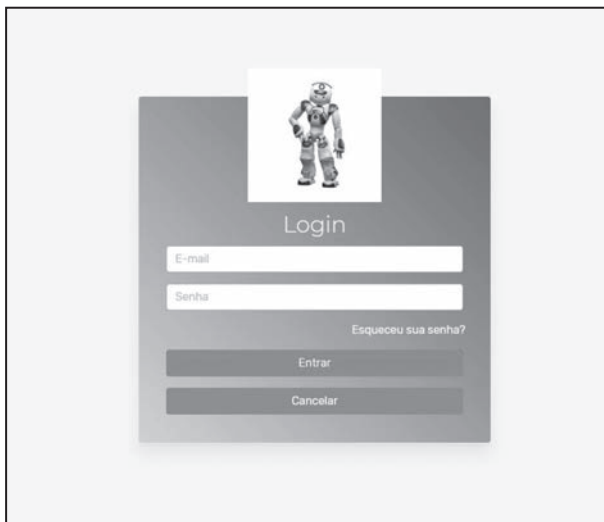 Login
E-mail
Senha
Esqueceu sua senha?
Entrar
Cancelar